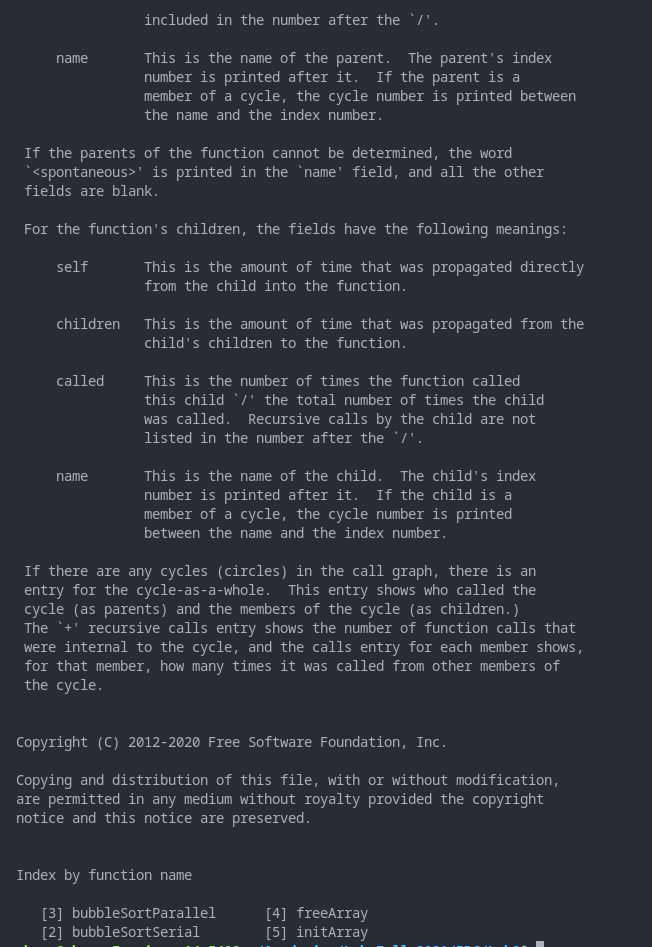 included in the number after the `/'.
name This is the name of the parent. The parent's index
number is printed after it. If the parent is a
member of a cycle, the cycle number is printed between
the name and the index number.
If the parents of the function cannot be determined, the word
`<spontaneous>' is printed in the `name' field, and all the other
fields are blank.
For the function's children, the fields have the following meanings:
self This is the amount of time that was propagated directly
from the child into the function.
children This is the amount of time that was propagated from the
child's children to the function.
called This is the number of times the function called
this child `/' the total number of times the child
was called. Recursive calls by the child are not
listed in the number after the `/'.
name This is the name of the child. The child's index
number is printed after it. If the child is a
member of a cycle, the cycle number is printed
between the name and the index number.
If there are any cycles (circles) in the call graph, there is an
entry for the cycle-as-a-whole. This entry shows who called the
cycle (as parents) and the members of the cycle (as children.)
The `+' recursive calls entry shows the number of function calls that
were internal to the cycle, and the calls entry for each member shows,
for that member, how many times it was called from other members of
the cycle.
Copyright (C) 2012-2020 Free Software Foundation, Inc.
Copying and distribution of this file, with or without modification,
are permitted in any medium without royalty provided the copyright
notice and this notice are preserved.
Index by function name
[3] bubbleSortParallel [4] freeArray
[2] bubbleSortSerial [5] initArray